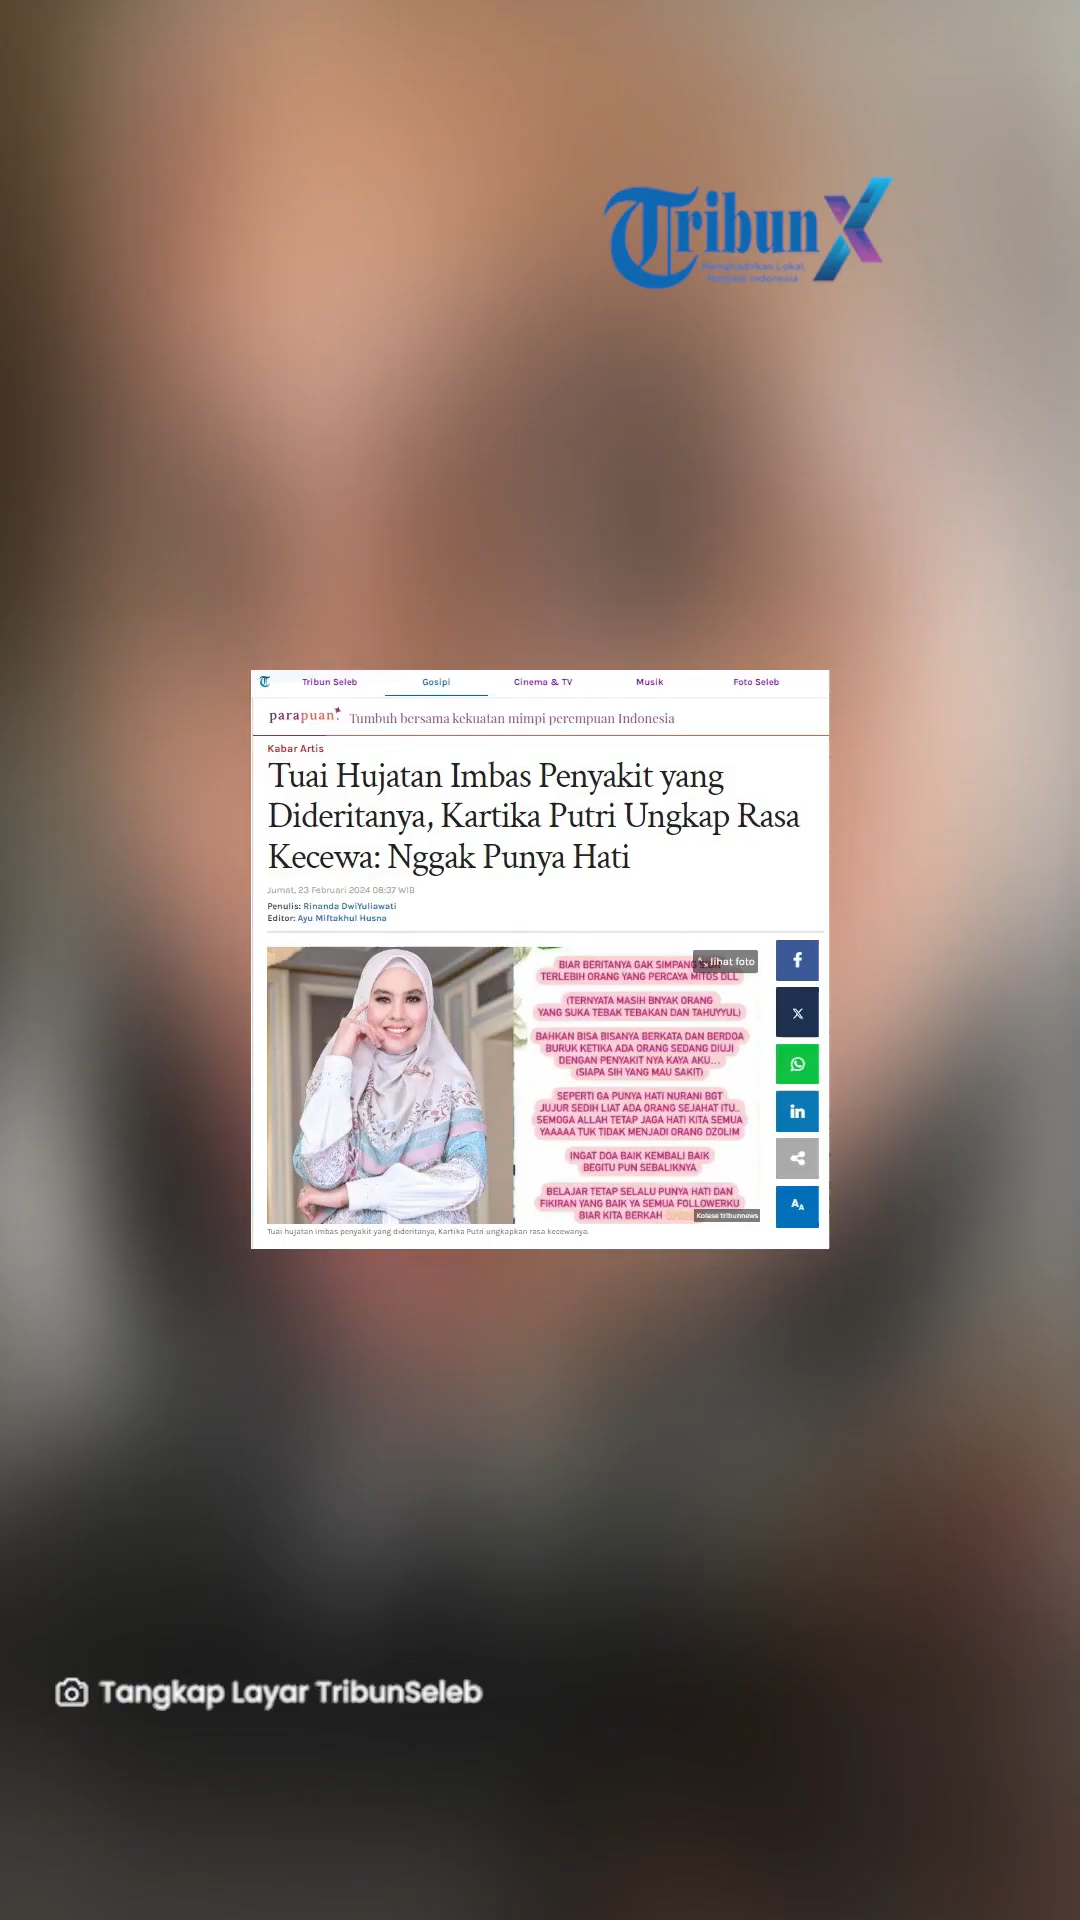 Tribun X
Menghadirkan Lokal,
Menjadi Indonesia
Tribun Seleb Gosipi Cinema & TV Musik Foto Seleb
parapuan. Tumbuh bersama kekuatan mimpi perempuan Indonesia
Kabar Artis
Tuai Hujatan Imbas Penyakit yang
Dideritanya, Kartika Putri Ungkap Rasa
Kecewa: Nggak Punya Hati
Jumat, 23 Februari 2024 08:37 WIB
Penulis: Rinanda DwiYuliawati
Editor: Ayu Miftakhul Husna
lihat foto
BIAR BERITANYA GAK SIMPANG
TERLEBIH ORANG YANG PERCAYA MITOS DLL
(TERNYATA MASIH BNYAK ORANG
YANG SUKA TEBAK TEBAKAN DAN TAHUYYUL)
BAHKAN BISA BISANYA BERKATA DAN BERDOA
BURUK KETIKA ADA ORANG SEDANG DIUJI
DENGAN PENYAKIT NYA KAYA AKU...
(SIAPA SIH YANG MAU SAKIT)
SEPERTI GA PUNYA HATI NURANI BGT
JUJUR SEDIH LIAT ADA ORANG SEJAHAT ITU..
SEMOGA ALLAH TETAP JAGA HATI KITA SEMUA
YAAAAA TUK TIDAK MENJADI ORANG DZOLIM
INGAT DOA BAIK KEMBALI BAIK
BEGITU PUN SEBALIKNYA
BELAJAR TETAP SELALU PUNYA HATI DAN
FIKIRAN YANG BAIK YA SEMUA FOLLOWERKU
BIAR KITA BERKAH
Kolase tribunnews
Tuai hujatan imbas penyakit yang dideritanya, Kartika Putri ungkapkan rasa kecewanya.
Tangkap Layar TribunSeleb